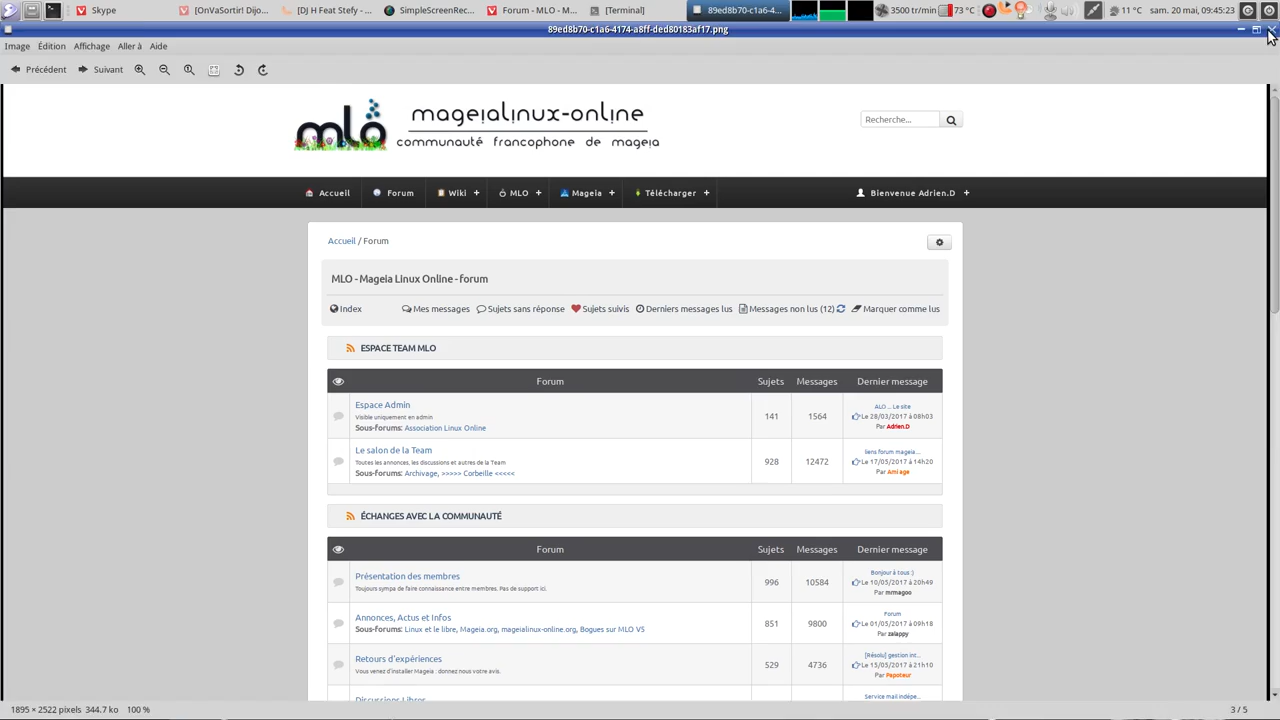 Skype [OnVaSortir! Dijo... [DJ H Feat Stefy -... SimpleScreenRec... Forum - MLO - M... [Terminal] 89ed8b70-c1a6-4... 3500 tr/min 73 °C 11 °C sam. 20 mai, 09:45:23
89ed8b70-c1a6-4174-a8ff-ded80183af17.png
Image Édition Affichage Aller à Aide
Précédent Suivant
mlo mageialinux-online
communauté francophone de mageia
Recherche...
Accueil Forum Wiki + MLO + Mageia + Télécharger + Bienvenue Adrien.D +
Accueil / Forum
MLO - Mageia Linux Online - forum
Index Mes messages Sujets sans réponse Sujets suivis Derniers messages lus Messages non lus (12) Marquer comme lus
ESPACE TEAM MLO
Forum Sujets Messages Dernier message
Espace Admin
Visible uniquement en admin
Sous-forums: Association Linux Online
141 1564
ALO ... Le site
Le 28/03/2017 à 08h03
Par Adrien.D
Le salon de la Team
Toutes les annonces, les discussions et autres de la Team
Sous-forums: Archivage, >>>>> Corbeille <<<<<
928 12472
liens forum mageia...
Le 17/05/2017 à 14h20
Par Ami age
ÉCHANGES AVEC LA COMMUNAUTÉ
Forum Sujets Messages Dernier message
Présentation des membres
Toujours sympa de faire connaissance entre membres. Pas de support ici.
996 10584
Bonjour à tous :)
Le 10/05/2017 à 20h49
Par mrmagoo
Annonces, Actus et Infos
Sous-forums: Linux et le libre, Mageia.org, mageialinux-online.org, Bogues sur MLO V5
851 9800
Forum
Le 01/05/2017 à 09h18
Par zalappy
Retours d'expériences
Vous venez d'installer Mageia : donnez nous votre avis.
529 4736
[Résolu] gestion int...
Le 15/05/2017 à 21h10
Par Papoteur
Discussions Libres
Service mail indépe...
1895 × 2522 pixels 344.7 ko 100 % 3 / 5